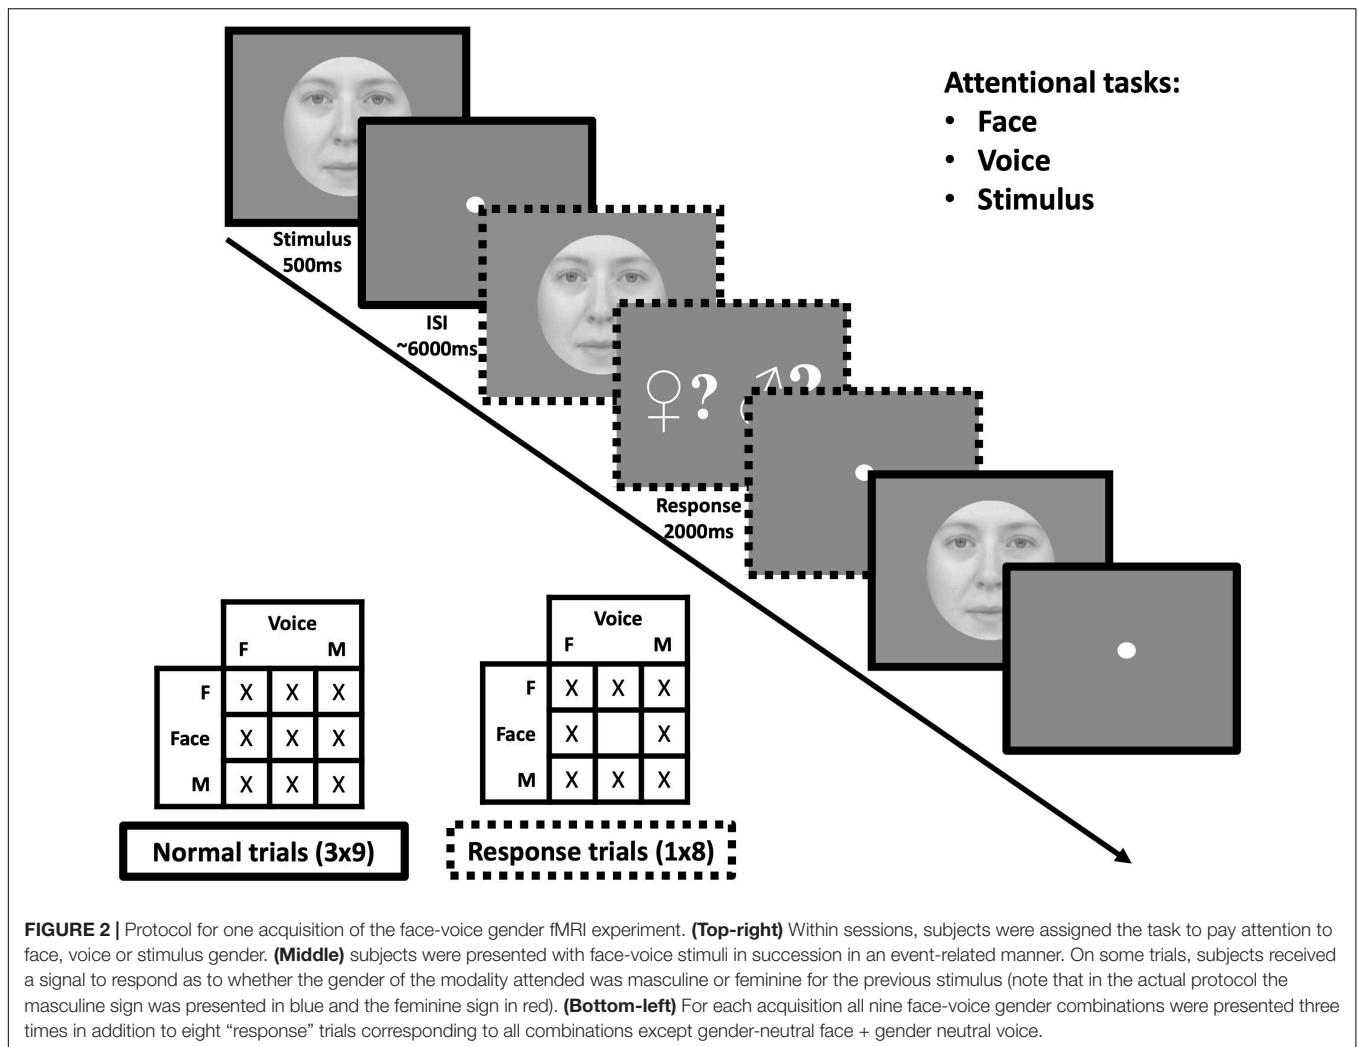 Attentional tasks:
• Face
• Voice
• Stimulus
Stimulus
500ms
ISI
~6000ms
♀? ♂?
Response
2000ms
Voice
F M
F X X X
Face X X X
M X X X
Normal trials (3x9)
Voice
F M
F X X X
Face X X
M X X X
Response trials (1x8)
FIGURE 2 | Protocol for one acquisition of the face-voice gender fMRI experiment. (Top-right) Within sessions, subjects were assigned the task to pay attention to
face, voice or stimulus gender. (Middle) subjects were presented with face-voice stimuli in succession in an event-related manner. On some trials, subjects received
a signal to respond as to whether the gender of the modality attended was masculine or feminine for the previous stimulus (note that in the actual protocol the
masculine sign was presented in blue and the feminine sign in red). (Bottom-left) For each acquisition all nine face-voice gender combinations were presented three
times in addition to eight “response” trials corresponding to all combinations except gender-neutral face + gender neutral voice.